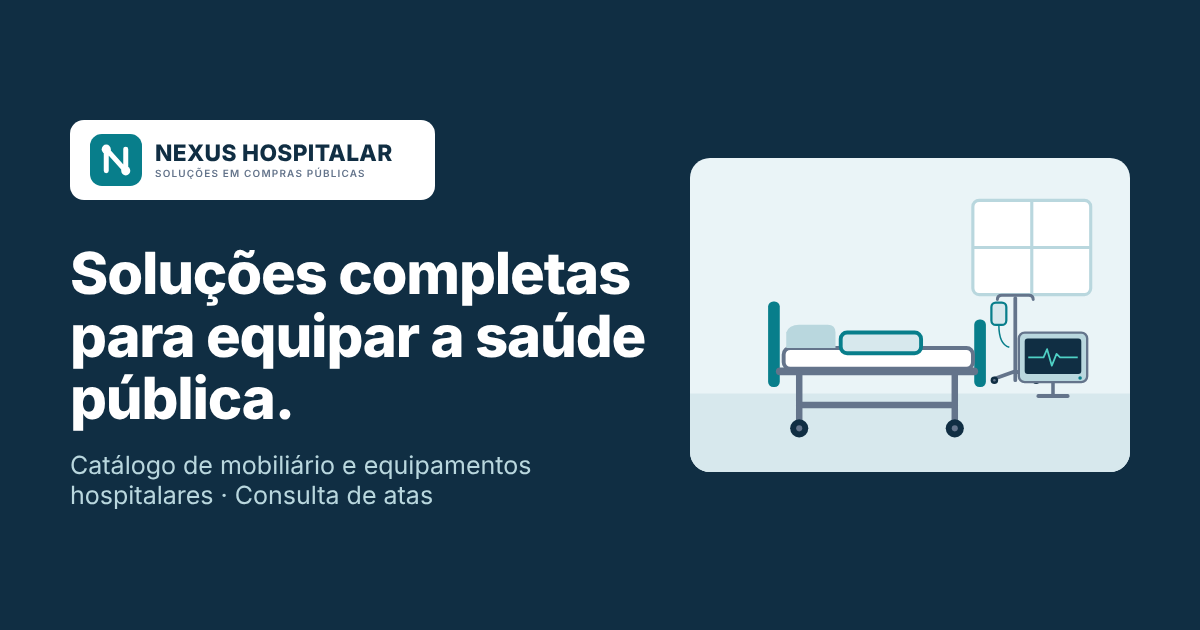 NEXUS HOSPITALAR
SOLUÇÕES EM COMPRAS PÚBLICAS
Soluções completas
para equipar a saúde
pública.
Catálogo de mobiliário e equipamentos
hospitalares · Consulta de atas